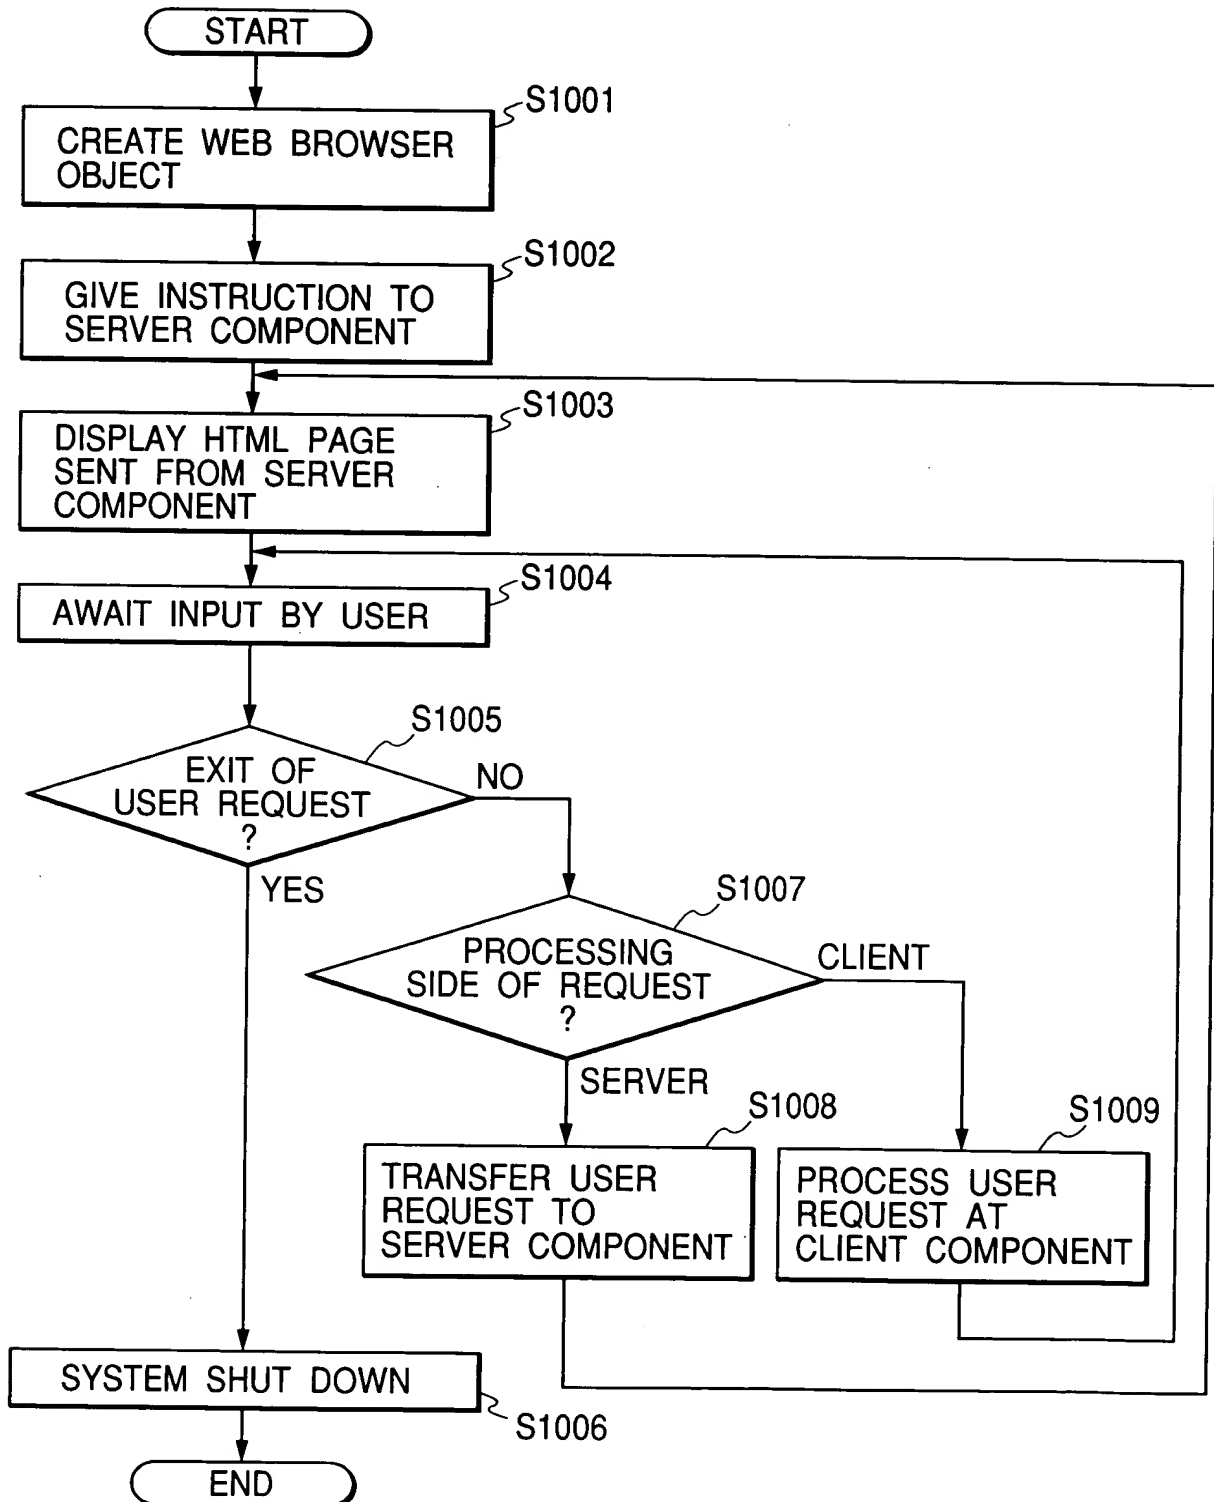 START
S1001
CREATE WEB BROWSER
OBJECT
S1002
GIVE INSTRUCTION TO
SERVER COMPONENT
S1003
DISPLAY HTML PAGE
SENT FROM SERVER
COMPONENT
S1004
AWAIT INPUT BY USER
S1005
EXIT OF
USER REQUEST
?
NO
YES
S1007
PROCESSING
SIDE OF REQUEST
?
CLIENT
SERVER
S1008
TRANSFER USER
REQUEST TO
SERVER COMPONENT
S1009
PROCESS USER
REQUEST AT
CLIENT COMPONENT
SYSTEM SHUT DOWN
S1006
END